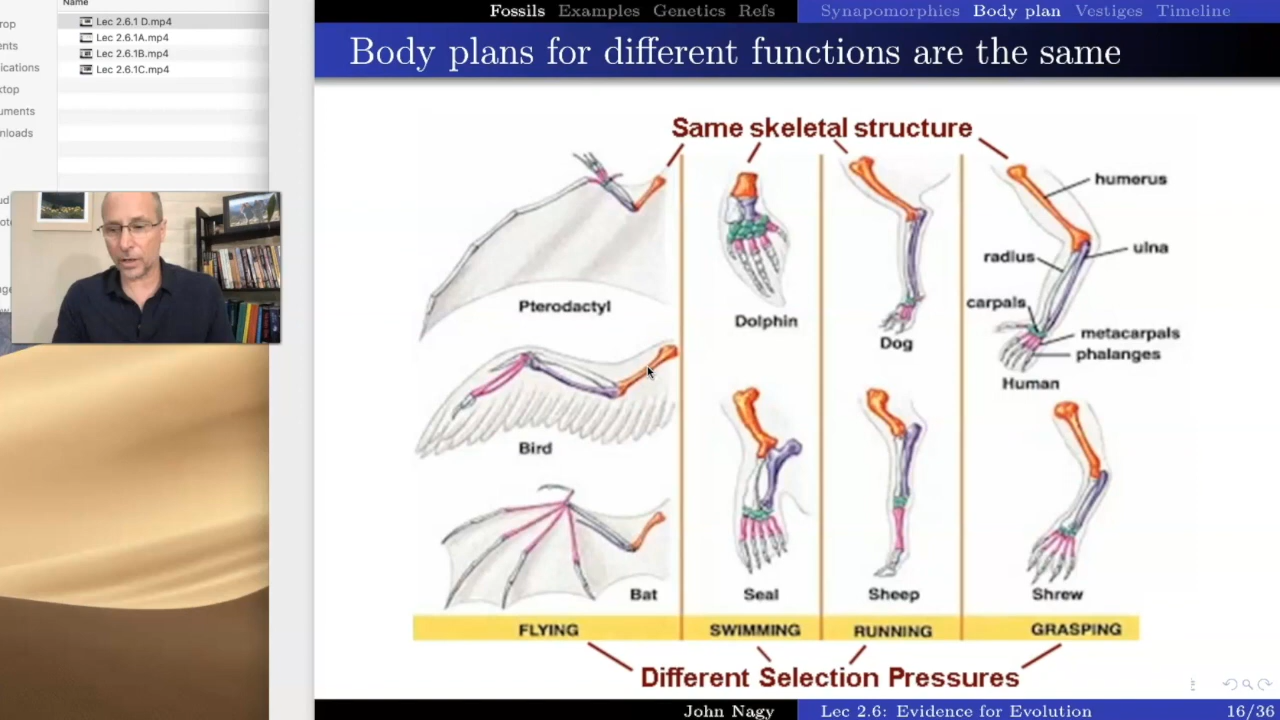 Name
Lec 2.6.1 D.mp4
Lec 2.6.1A.mp4
Lec 2.6.1B.mp4
Lec 2.6.1C.mp4
Fossils Examples Genetics Refs Synapomorphies Body plan Vestiges Timeline
Body plans for different functions are the same
Same skeletal structure
humerus
radius
ulna
carpals
metacarpals
phalanges
Pterodactyl
Dolphin
Dog
Human
Bird
Bat
Seal
Sheep
Shrew
FLYING SWIMMING RUNNING GRASPING
Different Selection Pressures
John Nagy Lec 2.6: Evidence for Evolution 16/36